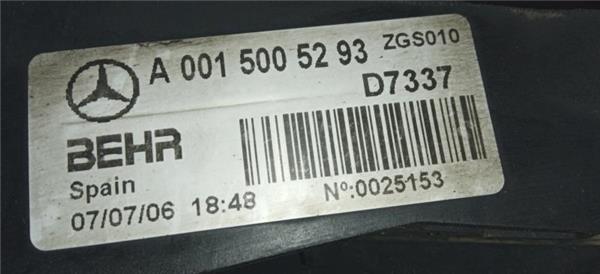 A 001 500 52 93 ZGS010
D7337
BEHR
Spain
07/07/06 18:48
Nº:0025153